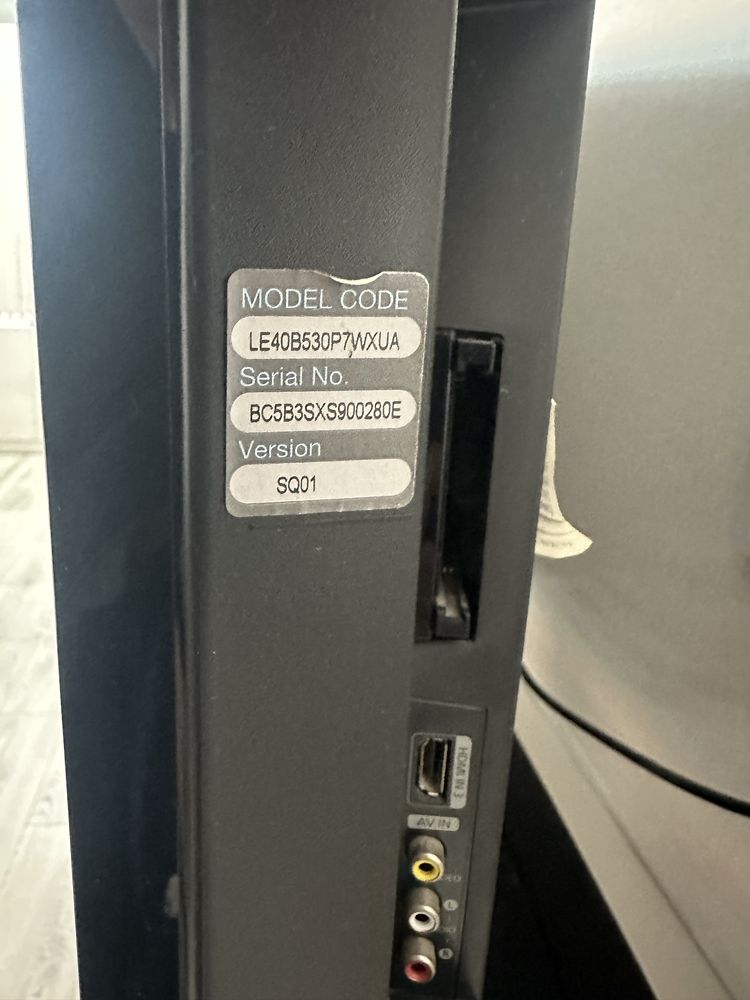 MODEL CODE
LE40B530P7WXUA
Serial No.
BC5B3SXS900280E
Version
SQ01
HDMI IN 3
AV IN
L
R